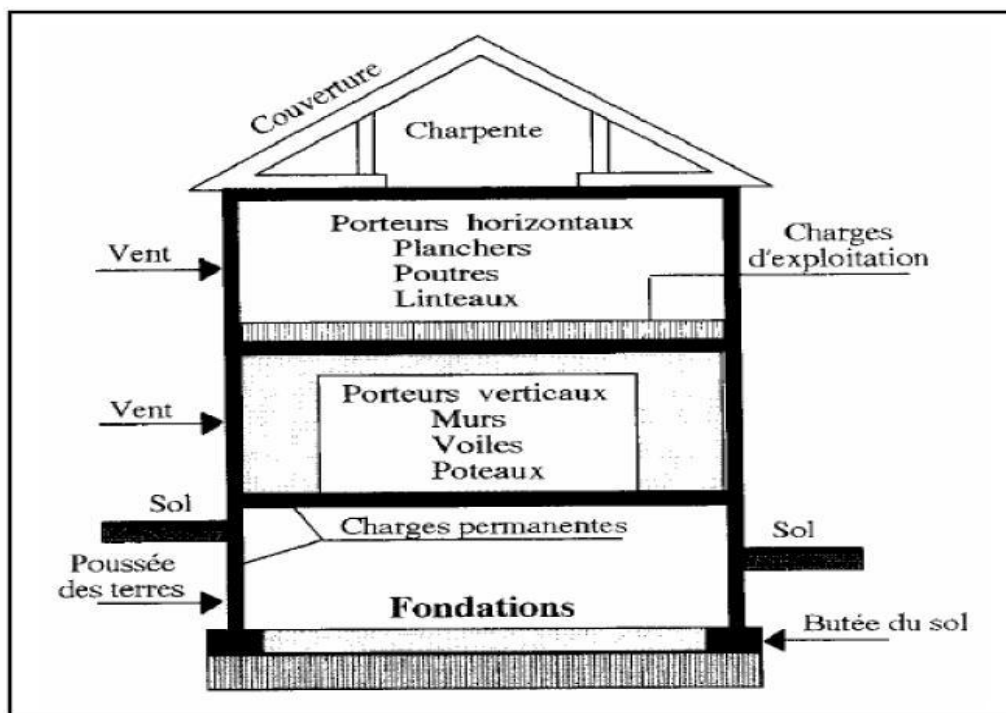 Couverture
Charpente
Porteurs horizontaux
Planchers
Poutres
Linteaux
Vent
Charges
d'exploitation
Porteurs verticaux
Murs
Voiles
Poteaux
Vent
Sol
Charges permanentes
Sol
Poussée
des terres
Fondations
Butée du sol